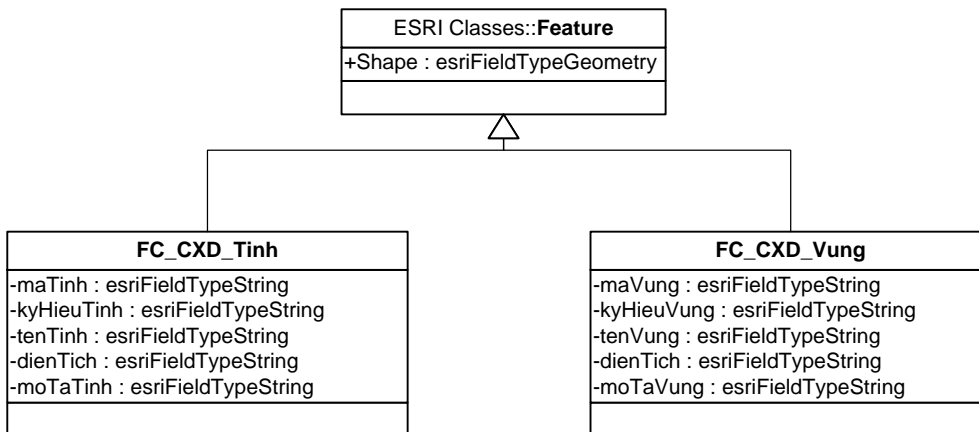 ESRI Classes::Feature
+Shape : esriFieldTypeGeometry
FC_CXD_Tinh
-maTinh : esriFieldTypeString
-kyHieuTinh : esriFieldTypeString
-tenTinh : esriFieldTypeString
-dienTich : esriFieldTypeString
-moTaTinh : esriFieldTypeString
FC_CXD_Vung
-maVung : esriFieldTypeString
-kyHieuVung : esriFieldTypeString
-tenVung : esriFieldTypeString
-dienTich : esriFieldTypeString
-moTaVung : esriFieldTypeString